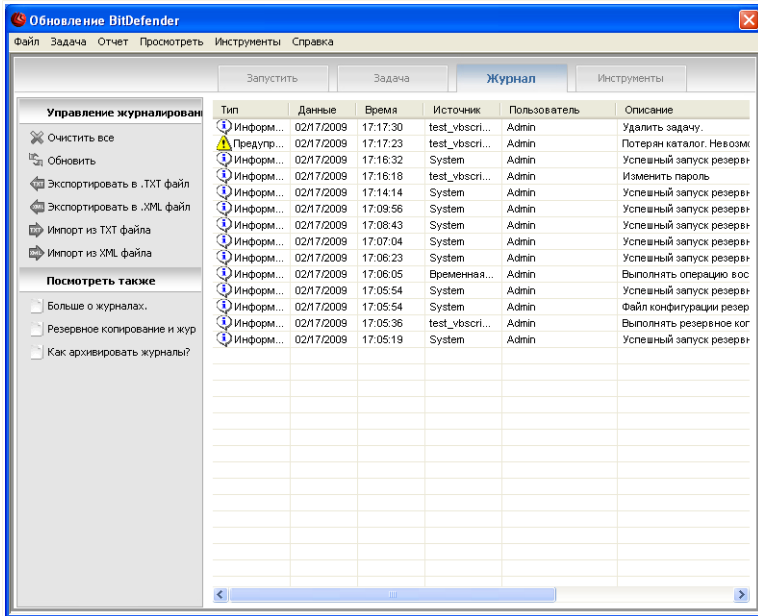 Обновление BitDefender
Файл Задача Отчет Просмотреть Инструменты Справка
Запустить Задача Журнал Инструменты
Управление журналировани
Очистить все
Обновить
Экспортировать в .TXT файл
Экспортировать в .XML файл
Импорт из TXT файла
Импорт из XML файла
Посмотреть также
Больше о журналах.
Резервное копирование и жур
Как архивировать журналы?
Тип Данные Время Источник Пользователь Описание
Информ... 02/17/2009 17:17:30 test_vbscri... Admin Удалить задачу.
Предупр... 02/17/2009 17:17:23 test_vbscri... Admin Потерян каталог. Невозмо
Информ... 02/17/2009 17:16:32 System Admin Успешный запуск резервн
Информ... 02/17/2009 17:16:18 test_vbscri... Admin Изменить пароль
Информ... 02/17/2009 17:14:14 System Admin Успешный запуск резервн
Информ... 02/17/2009 17:09:56 System Admin Успешный запуск резервн
Информ... 02/17/2009 17:08:43 System Admin Успешный запуск резервн
Информ... 02/17/2009 17:07:04 System Admin Успешный запуск резервн
Информ... 02/17/2009 17:06:23 System Admin Успешный запуск резервн
Информ... 02/17/2009 17:06:05 Временная... Admin Выполнять операцию вос
Информ... 02/17/2009 17:05:54 System Admin Успешный запуск резервн
Информ... 02/17/2009 17:05:54 System Admin Файл конфигурации резер
Информ... 02/17/2009 17:05:36 test_vbscri... Admin Выполнять резервное коп
Информ... 02/17/2009 17:05:19 System Admin Успешный запуск резервн